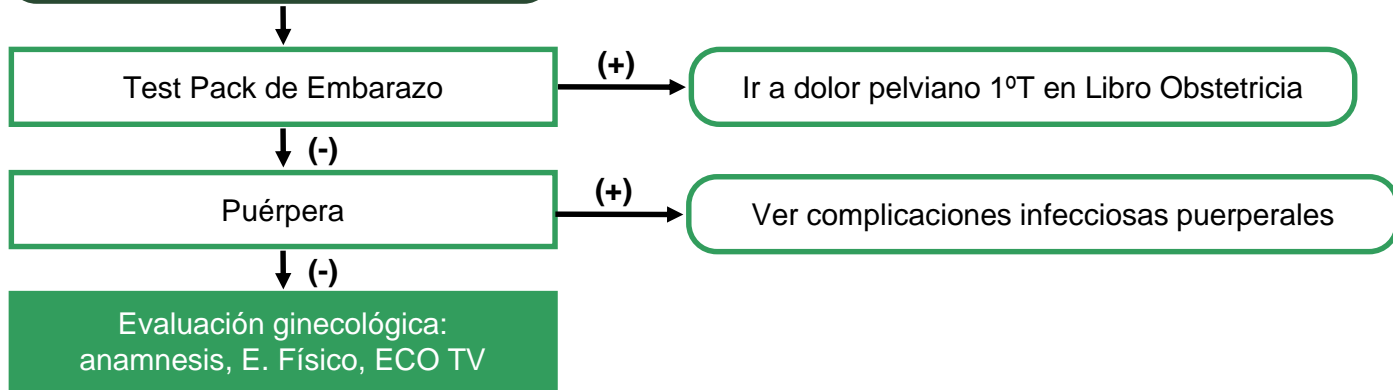 Test Pack de Embarazo
(+)
Ir a dolor pelviano 1ºT en Libro Obstetricia
(-)
Puérpera
(+)
Ver complicaciones infecciosas puerperales
(-)
Evaluación ginecológica:
anamnesis, E. Físico, ECO TV